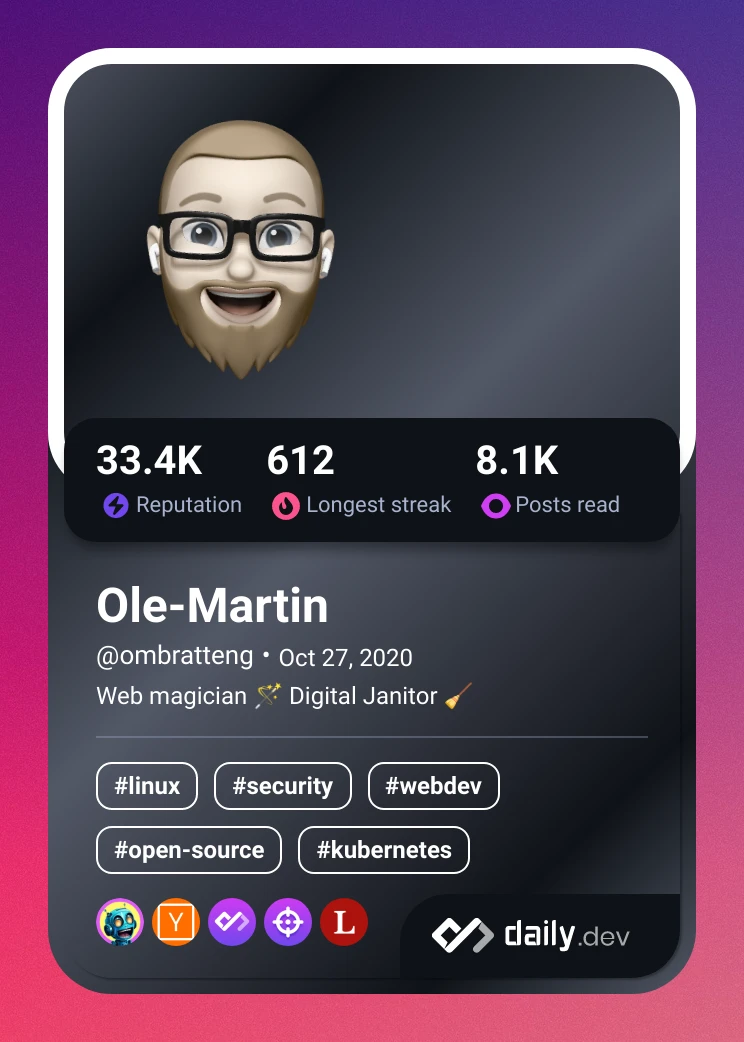 33.4K 612 8.1K
Reputation Longest streak Posts read
Ole-Martin
@ombratteng • Oct 27, 2020
Web magician 🪄 Digital Janitor 🧹
#linux #security #webdev
#open-source #kubernetes
Y L
daily.dev